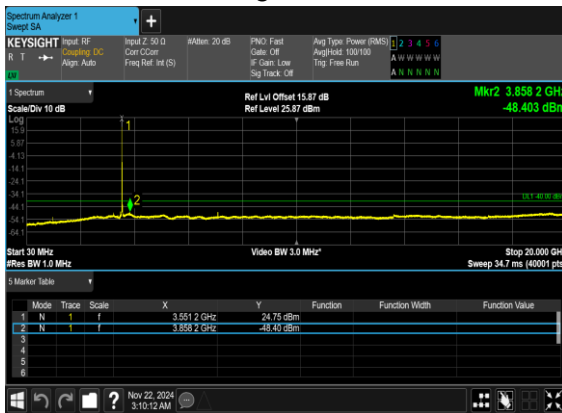 Spectrum Analyzer 1
Swept SA
KEYSIGHT Input: RF Input Z: 50 Ω #Atten: 20 dB PNO: Fast Avg Type: Power (RMS) 1 2 3 4 5 6
R T Coupling: DC Corr CCorr Gate: Off Avg|Hold: 100/100 A W W W W W
Align: Auto Freq Ref: Int (S) IF Gain: Low Trig: Free Run
LXI Sig Track: Off A N N N N N
1 Spectrum Ref Lvl Offset 15.87 dB Mkr2 3.858 2 GHz
Scale/Div 10 dB Ref Level 25.87 dBm -48.403 dBm
Log
15.9
5.87
-4.13
-14.1
-24.1
-34.1
-44.1
-54.1
1
2
DL1 -40.00 dBm
Start 30 MHz Video BW 3.0 MHz* Stop 20.000 GHz
#Res BW 1.0 MHz Sweep 34.7 ms (40001 pts)
5 Marker Table
Mode Trace Scale X Y Function Function Width Function Value
1 N 1 f 3.551 2 GHz 24.75 dBm
2 N 1 f 3.858 2 GHz -48.40 dBm
3
4
5
6
? Nov 22, 2024
3:10:12 AM